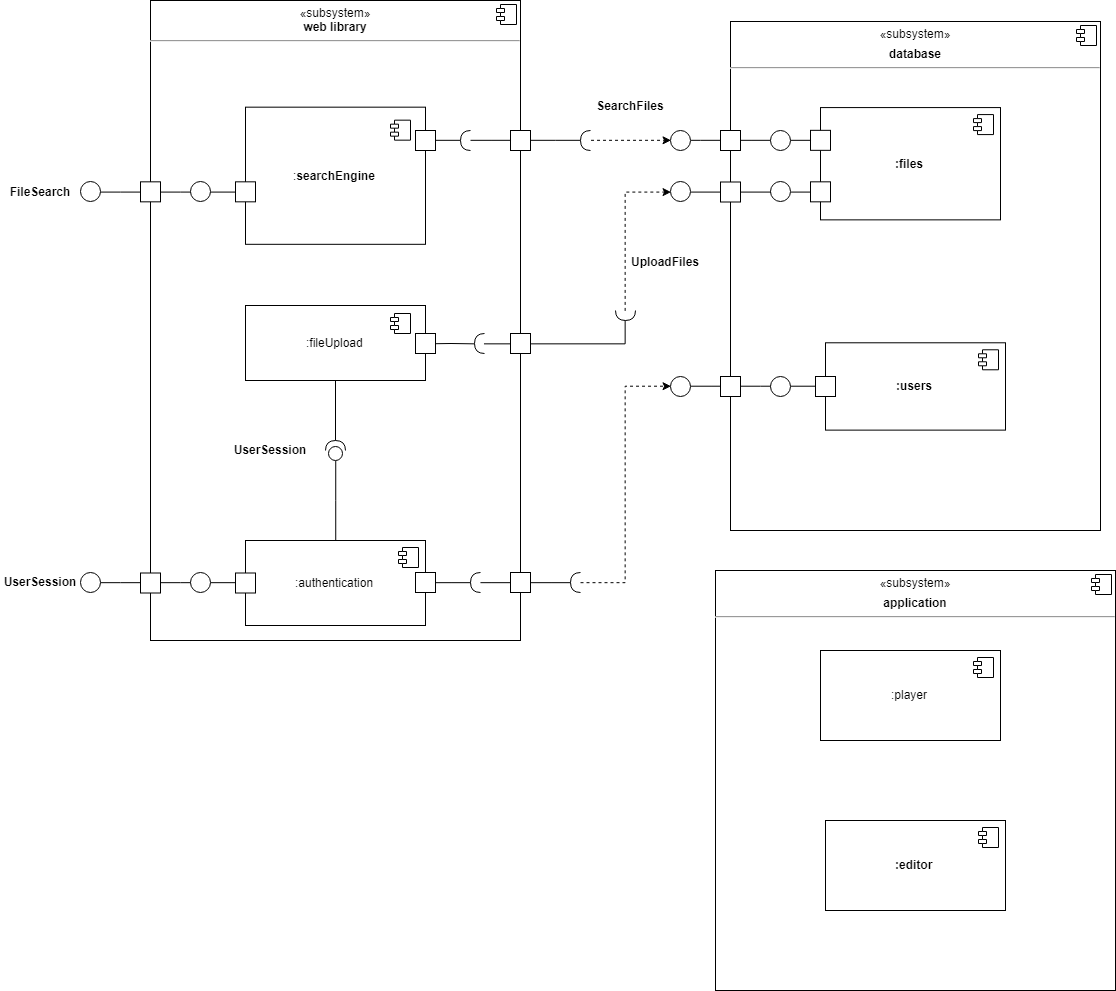 «subsystem»
web library
«subsystem»
database
SearchFiles
:files
:searchEngine
FileSearch
UploadFiles
:fileUpload
:users
UserSession
UserSession
:authentication
«subsystem»
application
:player
:editor